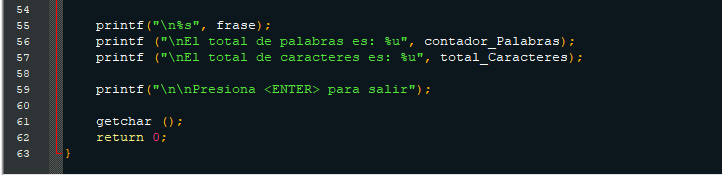 54
55 printf("\n%s", frase);
56 printf ("\nEl total de palabras es: %u", contador_Palabras);
57 printf ("\nEl total de caracteres es: %u", total_Caracteres);
58
59 printf("\n\nPresiona <ENTER> para salir");
60
61 getchar ();
62 return 0;
63 }